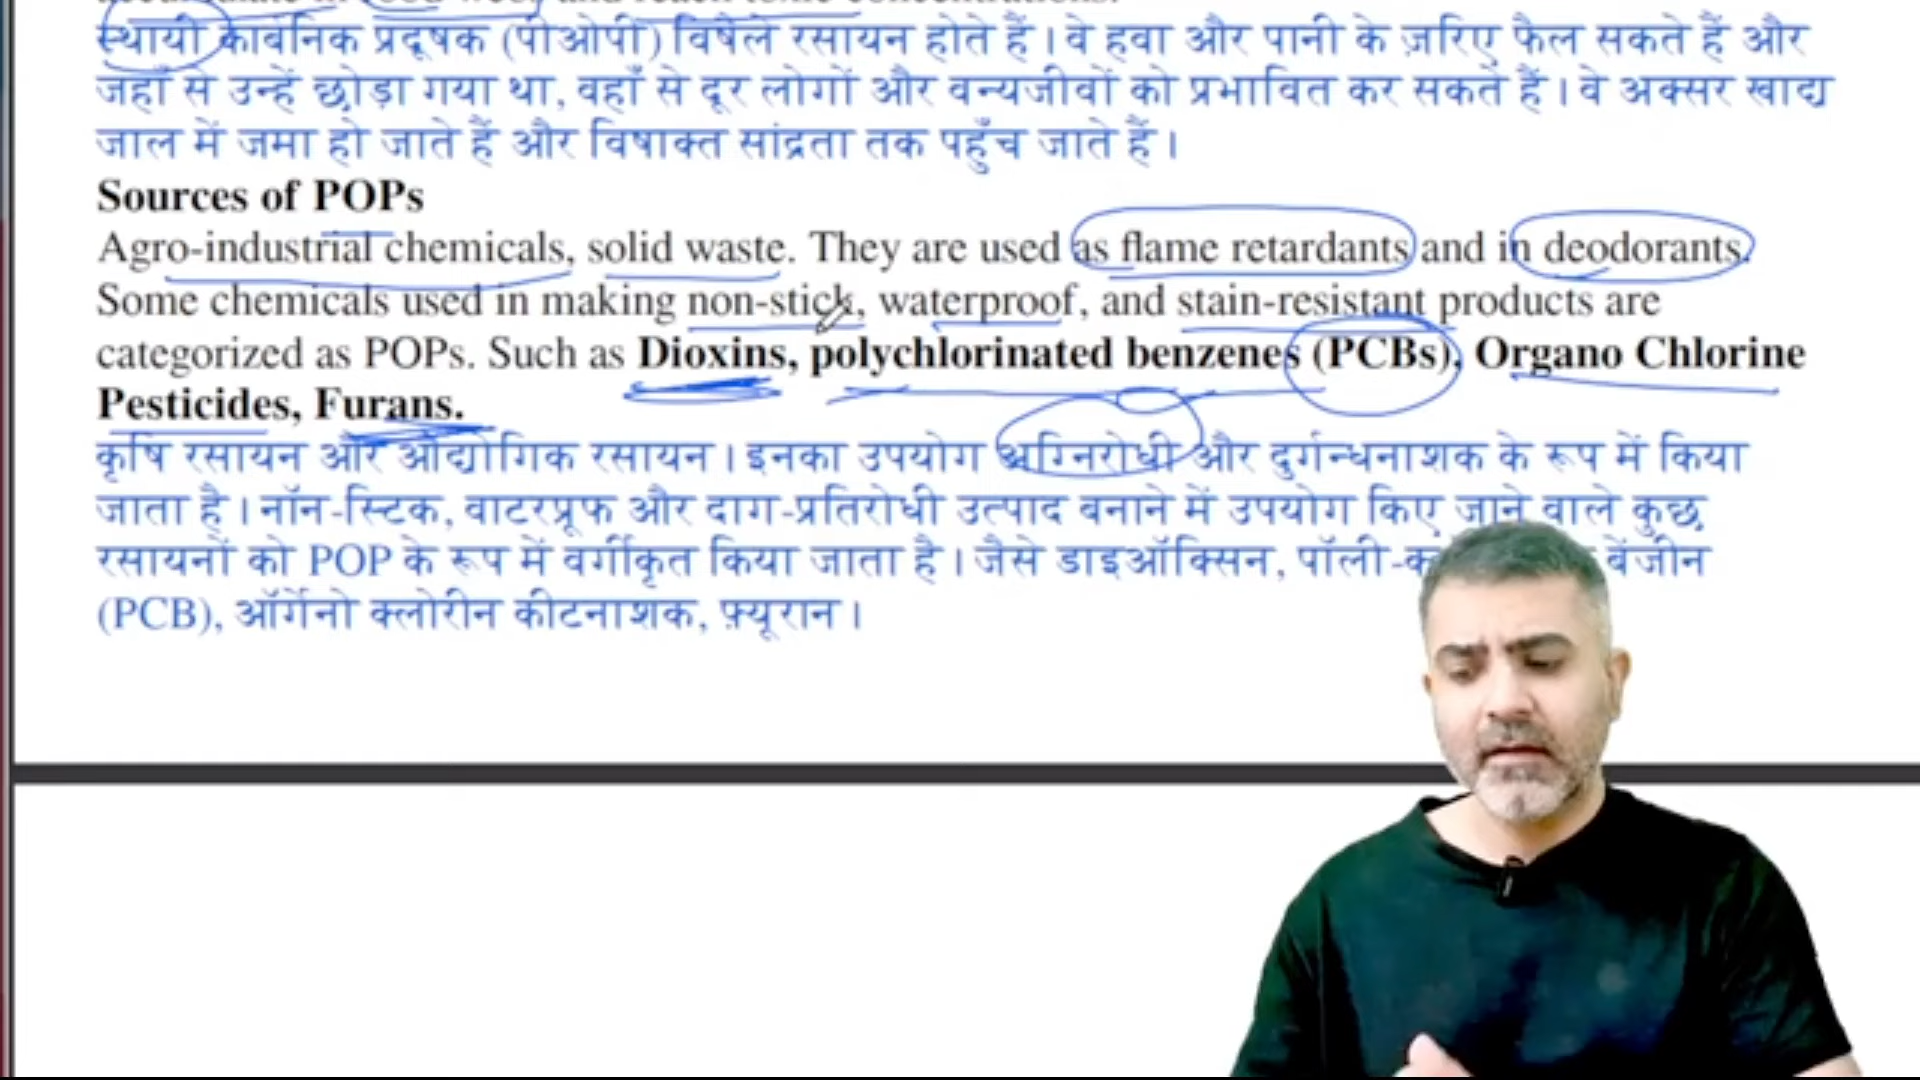 स्थायी कार्बनिक प्रदूषक (पीओपी) विषैले रसायन होते हैं। वे हवा और पानी के ज़रिए फैल सकते हैं और
जहाँ से उन्हें छोड़ा गया था, वहाँ से दूर लोगों और वन्यजीवों को प्रभावित कर सकते हैं। वे अक्सर खाद्य
जाल में जमा हो जाते हैं और विषाक्त सांद्रता तक पहुँच जाते हैं।
Sources of POPs
Agro-industrial chemicals, solid waste. They are used as flame retardants and in deodorants.
Some chemicals used in making non-stick, waterproof, and stain-resistant products are
categorized as POPs. Such as Dioxins, polychlorinated benzenes (PCBs), Organo Chlorine
Pesticides, Furans.
कृषि रसायन और औद्योगिक रसायन। इनका उपयोग अग्निरोधी और दुर्गन्धनाशक के रूप में किया
जाता है। नॉन-स्टिक, वाटरप्रूफ और दाग-प्रतिरोधी उत्पाद बनाने में उपयोग किए जाने वाले कुछ
रसायनों को POP के रूप में वर्गीकृत किया जाता है। जैसे डाइऑक्सिन, पॉली- बेंजीन
(PCB), ऑर्गेनो क्लोरीन कीटनाशक, फ़्यूरान।